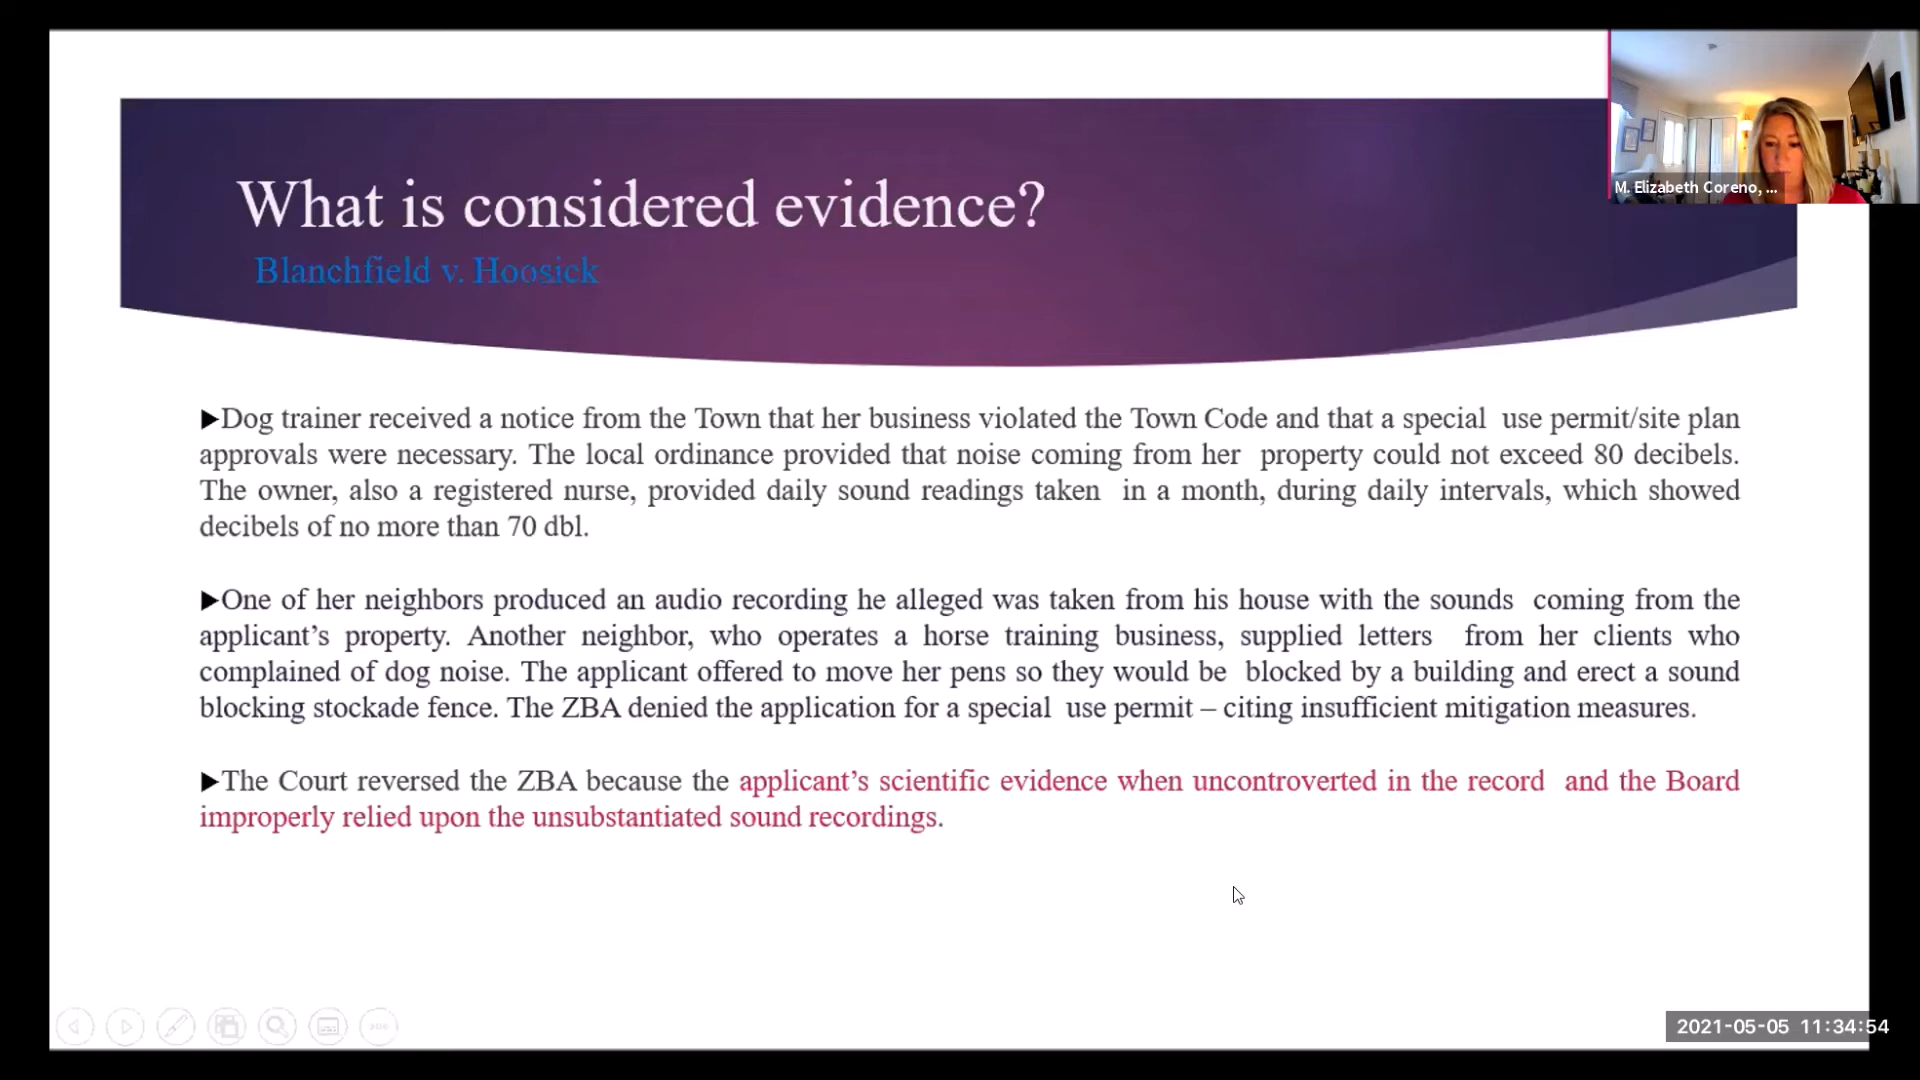 What is considered evidence?
Blanchfield v. Hoosick
M. Elizabeth Coreno, ...
▶Dog trainer received a notice from the Town that her business violated the Town Code and that a special use permit/site plan
approvals were necessary. The local ordinance provided that noise coming from her property could not exceed 80 decibels.
The owner, also a registered nurse, provided daily sound readings taken in a month, during daily intervals, which showed
decibels of no more than 70 dbl.
▶One of her neighbors produced an audio recording he alleged was taken from his house with the sounds coming from the
applicant’s property. Another neighbor, who operates a horse training business, supplied letters from her clients who
complained of dog noise. The applicant offered to move her pens so they would be blocked by a building and erect a sound
blocking stockade fence. The ZBA denied the application for a special use permit – citing insufficient mitigation measures.
▶The Court reversed the ZBA because the applicant’s scientific evidence when uncontroverted in the record and the Board
improperly relied upon the unsubstantiated sound recordings.
2021-05-05 11:34:54